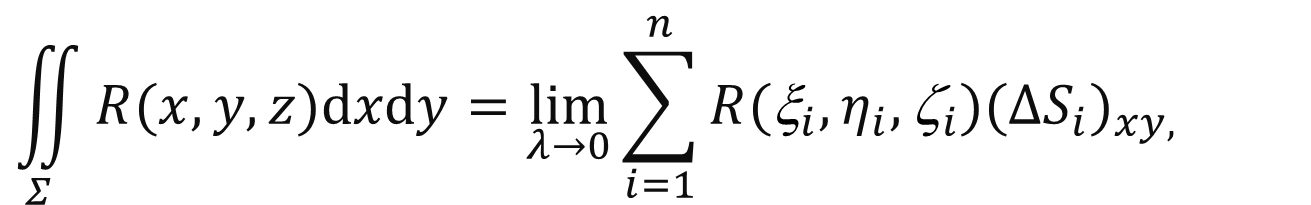 ∬_Σ R(x, y, z)dxdy = lim_{λ→0} ∑_{i=1}^{n} R(ξ_i, η_i, ζ_i)(ΔS_i)_{xy},